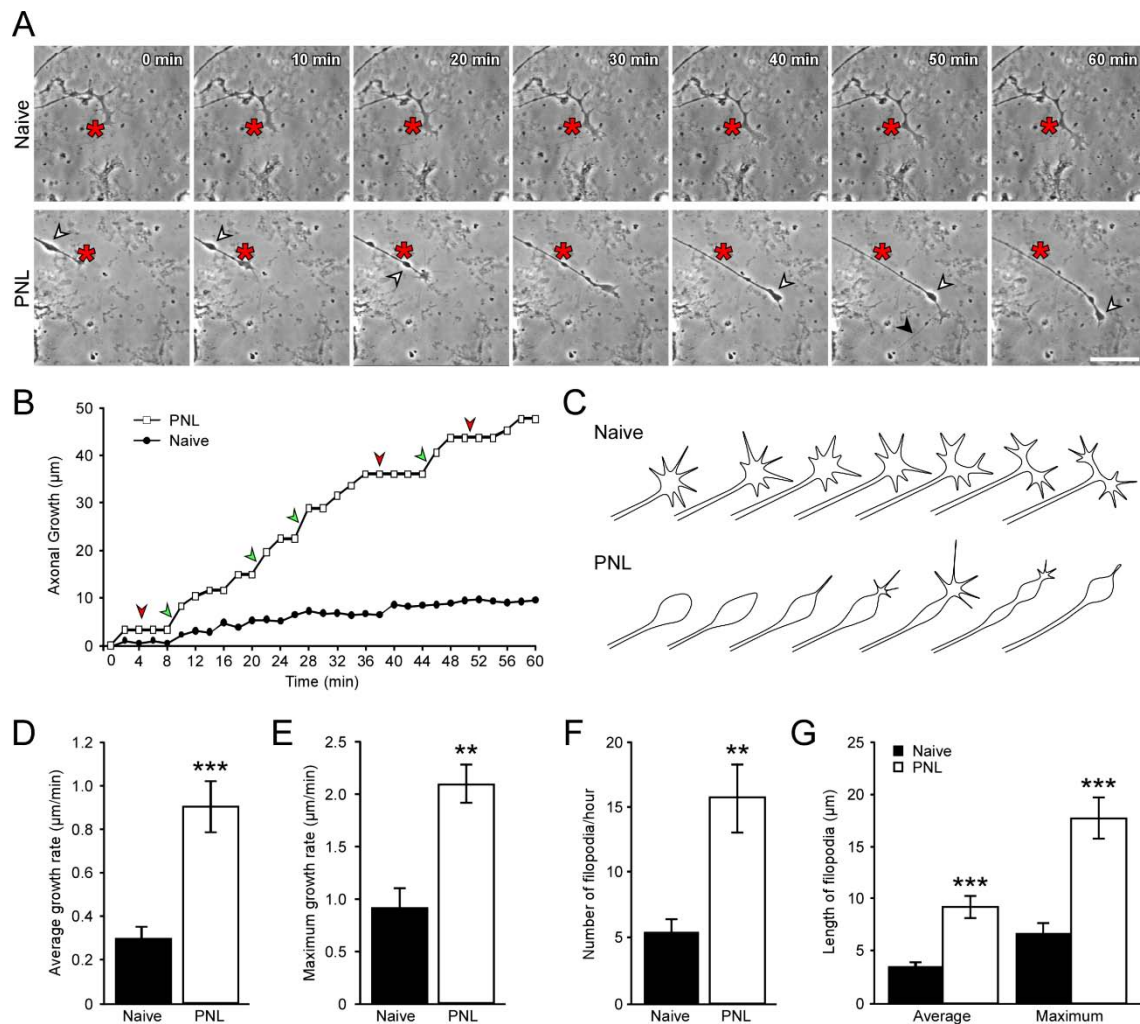 A
Naive
0 min
10 min
20 min
30 min
40 min
50 min
60 min
PNL
B
Axonal Growth (µm)
50
40
30
20
10
0
PNL
Naive
0 4 8 12 16 20 24 28 32 36 40 44 48 52 56 60
Time (min)
C
Naive
PNL
D
Average growth rate (µm/min)
1.2
1.0
0.8
0.6
0.4
0.2
0
***
Naive PNL
E
Maximum growth rate (µm/min)
2.5
2.0
1.5
1.0
0.5
0
**
Naive PNL
F
Number of filopodia/hour
20
15
10
5
0
**
Naive PNL
G
Length of filopodia (µm)
25
20
15
10
5
0
Naive
PNL
***
***
Average Maximum